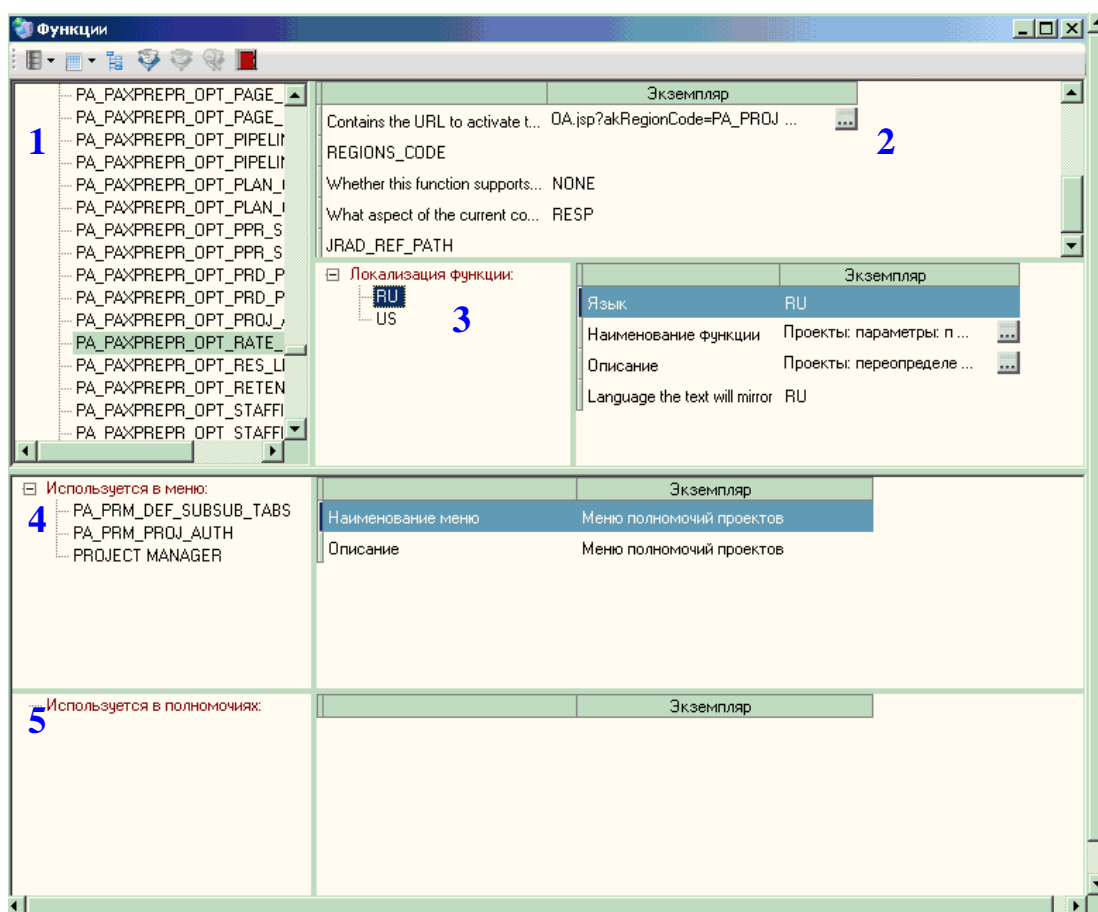 Функции
PA_PAXPREPR_OPT_PAGE_
PA_PAXPREPR_OPT_PAGE_
PA_PAXPREPR_OPT_PIPELIN
PA_PAXPREPR_OPT_PIPELIN
PA_PAXPREPR_OPT_PLAN_
PA_PAXPREPR_OPT_PLAN_
PA_PAXPREPR_OPT_PPR_S
PA_PAXPREPR_OPT_PPR_S
PA_PAXPREPR_OPT_PRD_P
PA_PAXPREPR_OPT_PRD_P
PA_PAXPREPR_OPT_PROJ_
PA_PAXPREPR_OPT_RATE_
PA_PAXPREPR_OPT_RES_LI
PA_PAXPREPR_OPT_RETEN
PA_PAXPREPR_OPT_STAFFI
PA_PAXPREPR_OPT_STAFFI
1
Экземпляр
Contains the URL to activate t... OA.jsp?akRegionCode=PA_PROJ ... ...
2
REGIONS_CODE
Whether this function supports... NONE
What aspect of the current co... RESP
JRAD_REF_PATH
Локализация функции:
RU
US
3
Экземпляр
Язык RU
Наименование функции Проекты: параметры: п ... ...
Описание Проекты: переопределе ... ...
Language the text will mirror RU
Используется в меню:
PA_PRM_DEF_SUBSUB_TABS
PA_PRM_PROJ_AUTH
PROJECT MANAGER
4
Экземпляр
Наименование меню Меню полномочий проектов
Описание Меню полномочий проектов
Используется в полномочиях:
5
Экземпляр